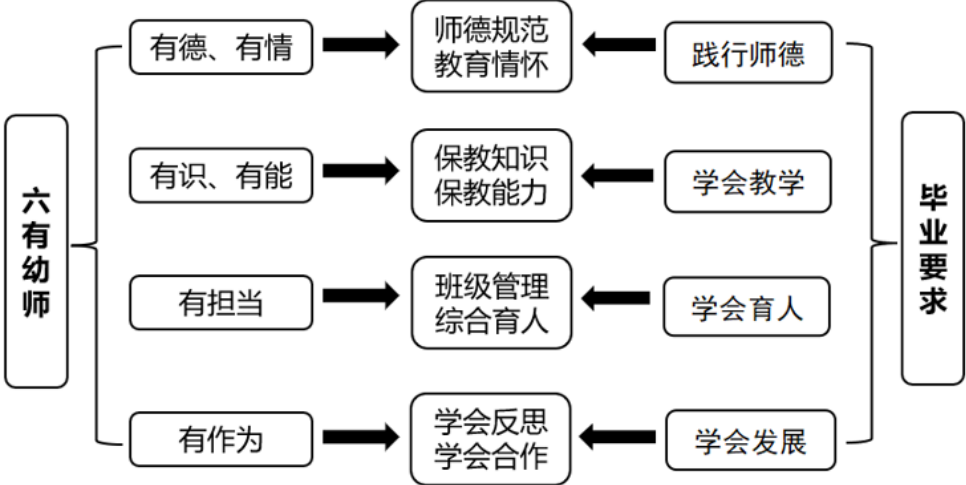 六有幼师
有德、有情
师德规范
教育情怀
践行师德
有识、有能
保教知识
保教能力
学会教学
有担当
班级管理
综合育人
学会育人
有作为
学会反思
学会合作
学会发展
毕业要求